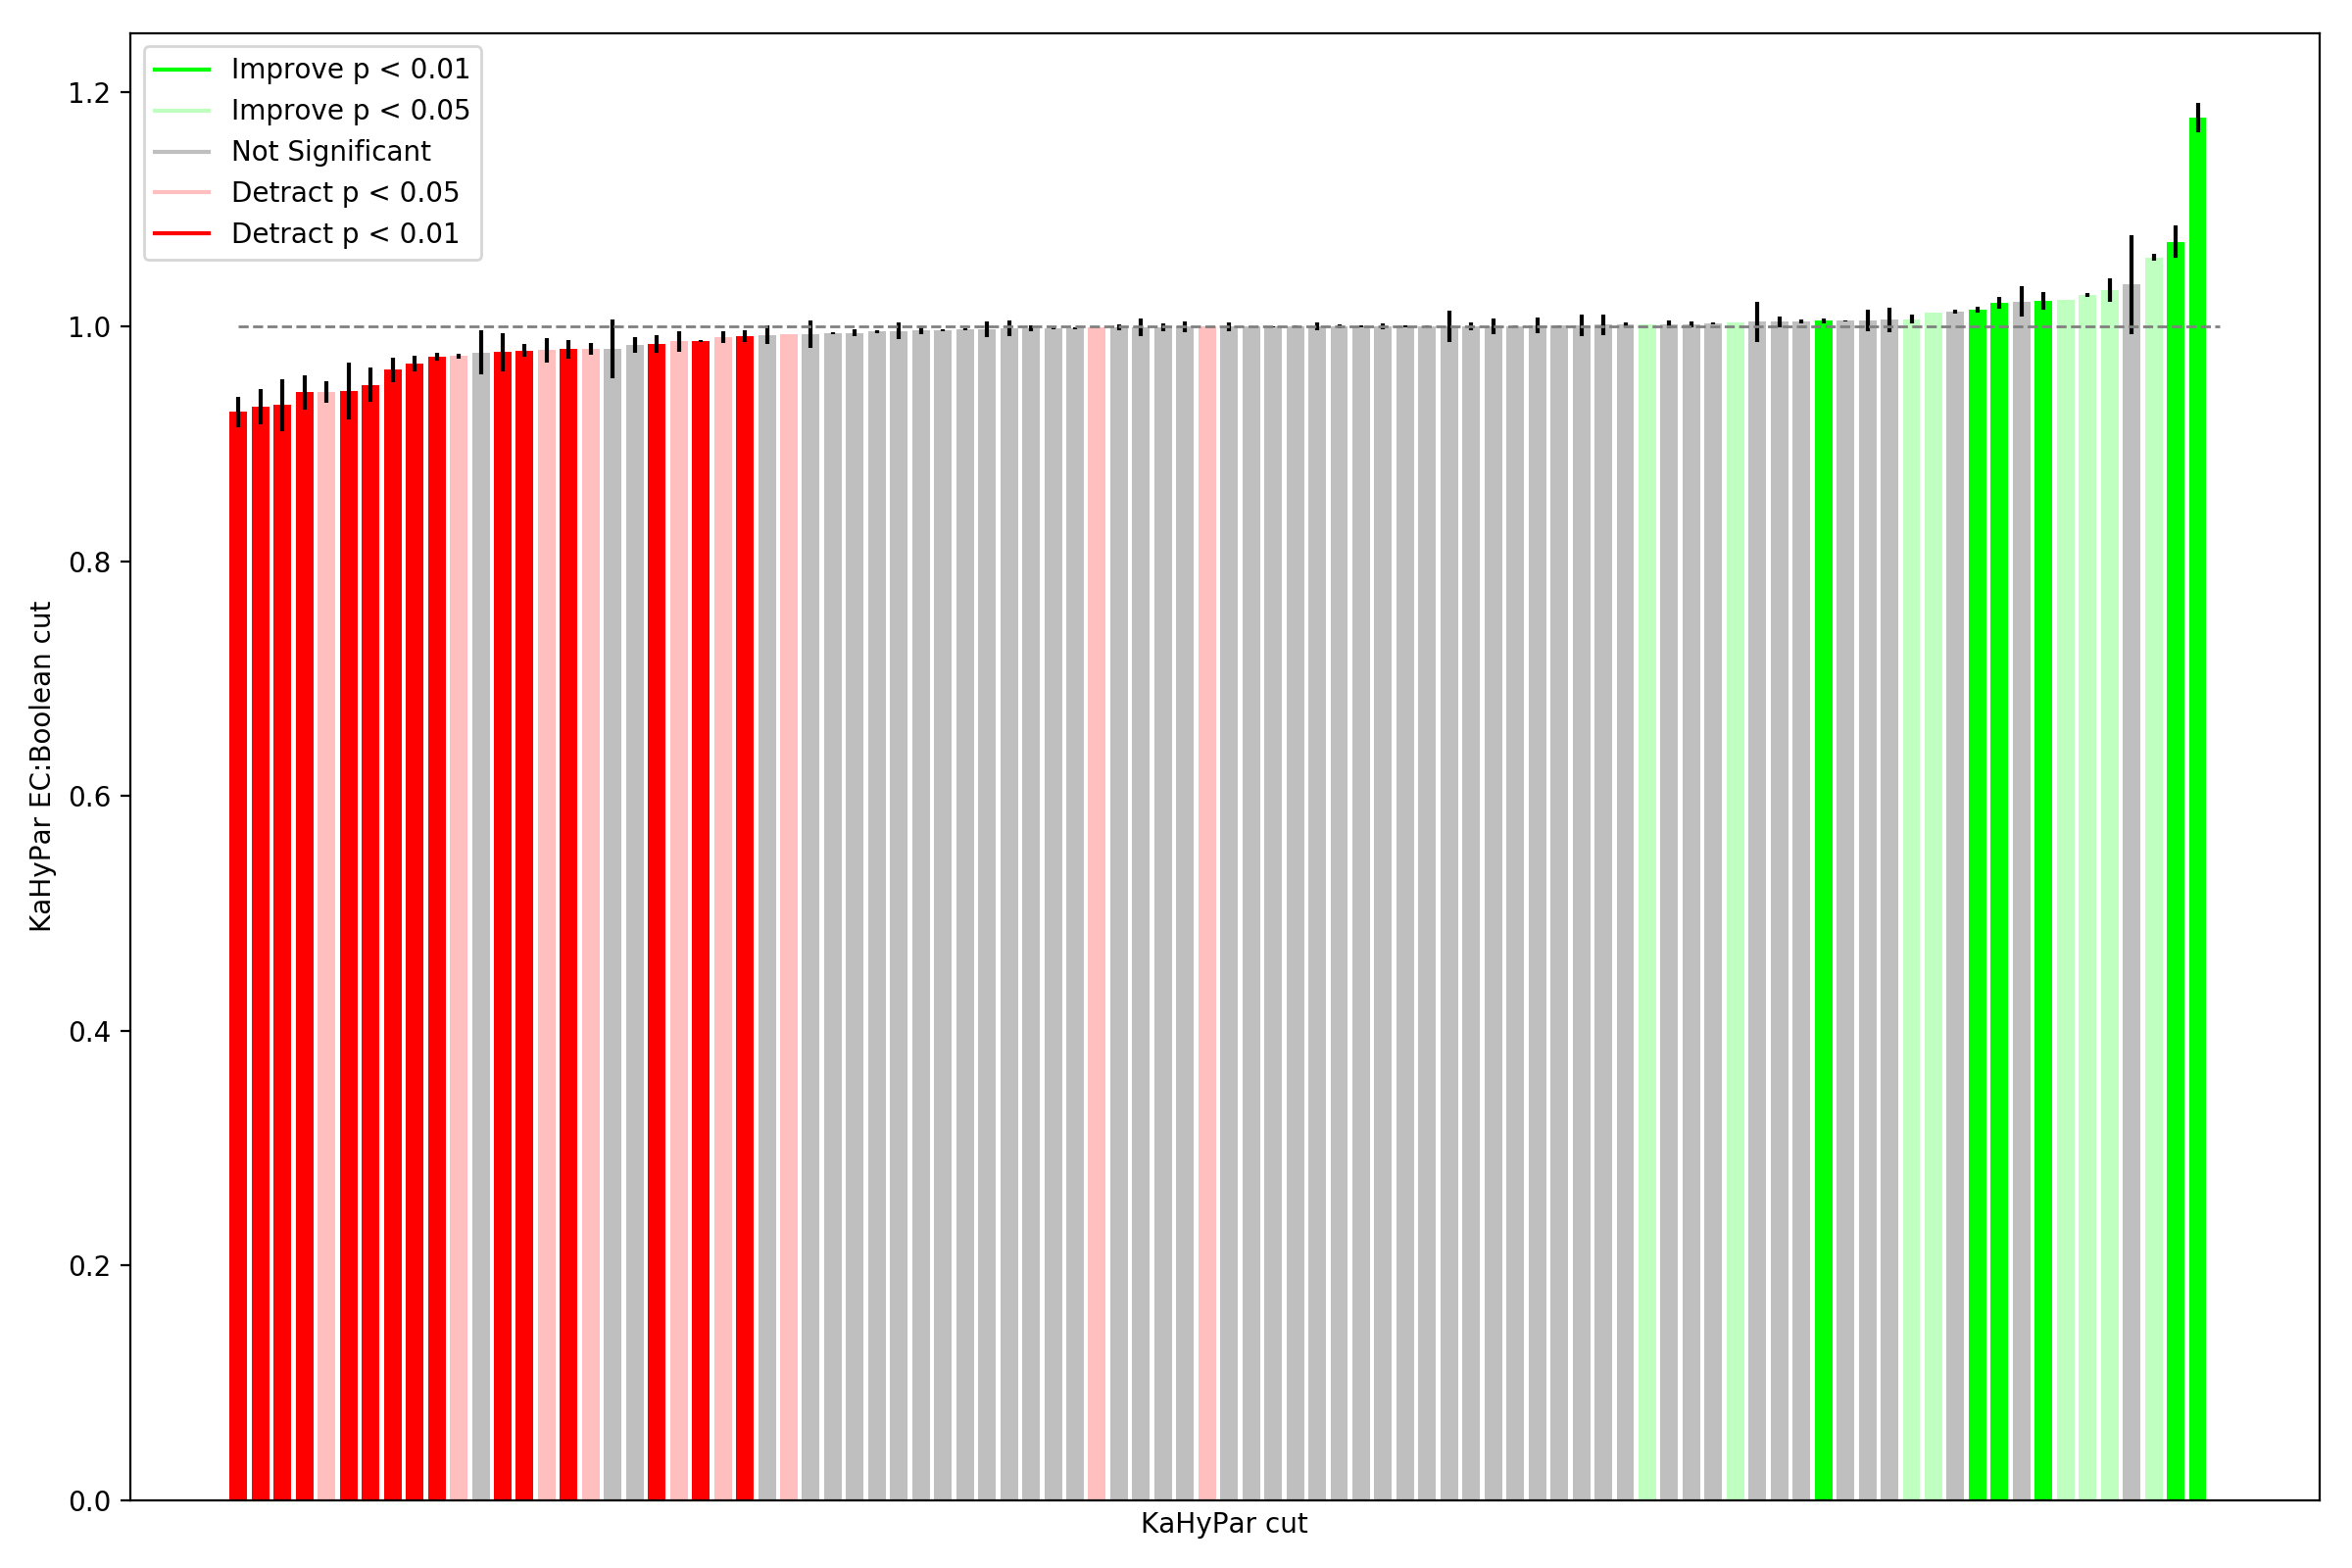 Improve p < 0.01
Improve p < 0.05
Not Significant
Detract p < 0.05
Detract p < 0.01
1.2
1.0
0.8
0.6
0.4
0.2
0.0
KaHyPar EC:Boolean cut
KaHyPar cut